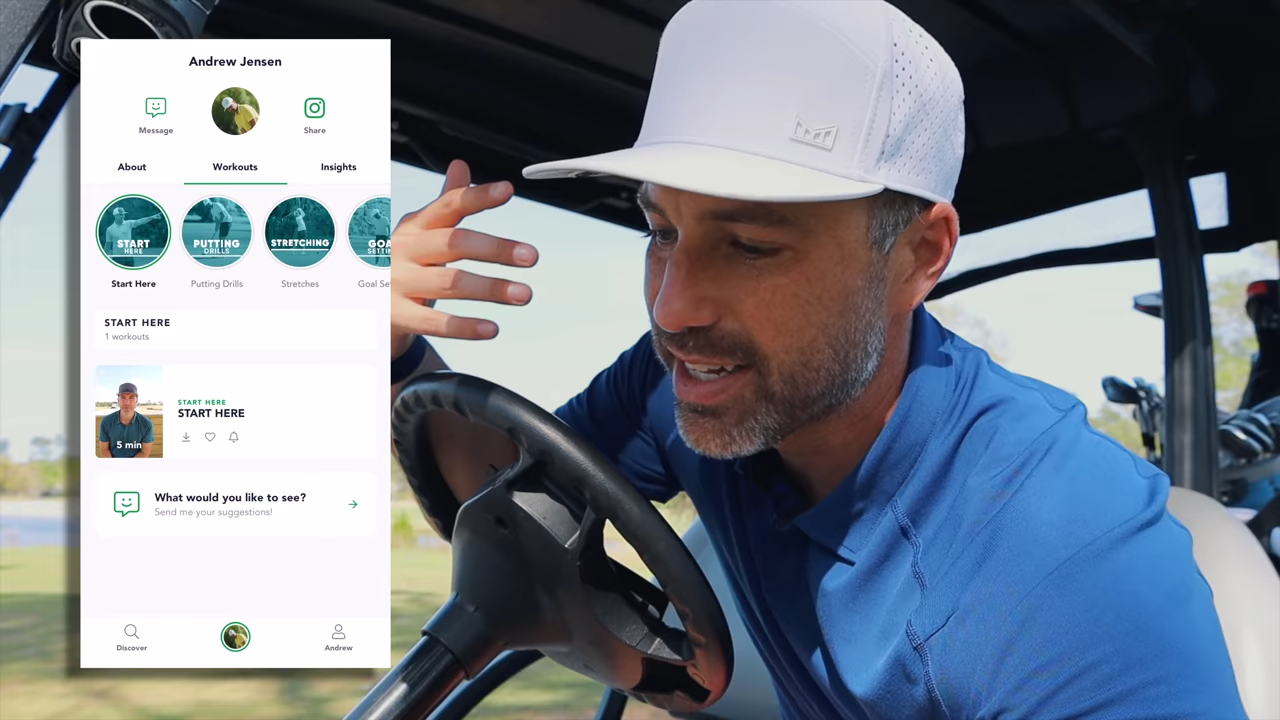 Andrew Jensen
Message
Share
About
Workouts
Insights
START
HERE
PUTTING
DRILLS
STRETCHING
Start Here
Putting Drills
Stretches
START HERE
1 workouts
START HERE
START HERE
5 min
What would you like to see?
Send me your suggestions!
Discover
Andrew